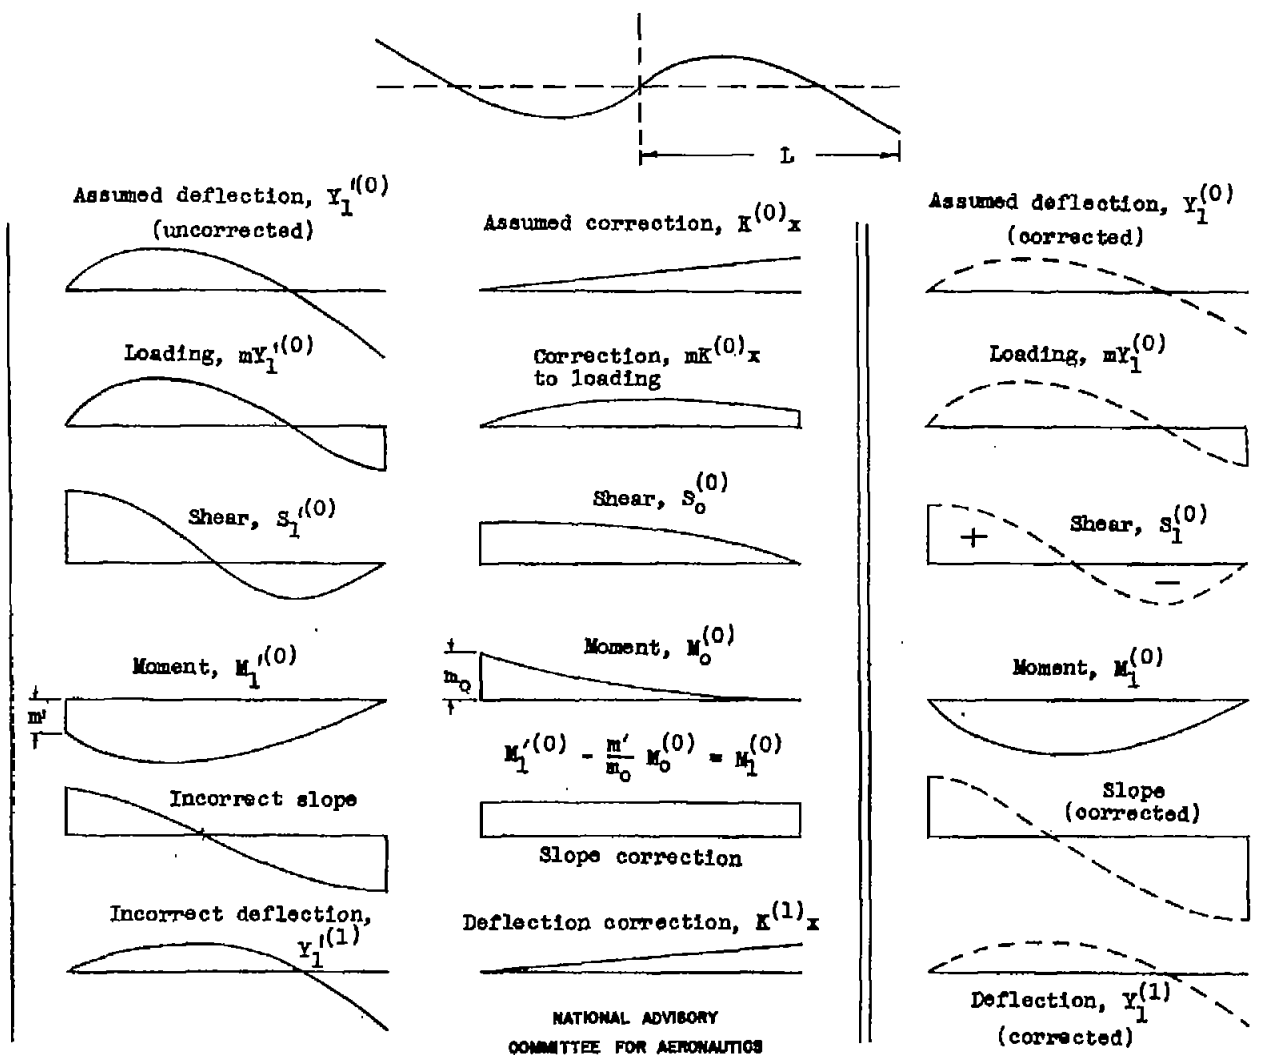 L
Assumed deflection, Y₁′⁽⁰⁾
(uncorrected)
Loading, mY₁′⁽⁰⁾
Shear, S₁′⁽⁰⁾
Moment, M₁′⁽⁰⁾
m'
Incorrect slope
Incorrect deflection,
Y₁′⁽¹⁾
Assumed correction, K⁽⁰⁾x
Correction, mK⁽⁰⁾x
to loading
Shear, Sₒ⁽⁰⁾
Moment, Mₒ⁽⁰⁾
mₒ
M₁′⁽⁰⁾ - m′/mₒ Mₒ⁽⁰⁾ = M₁⁽⁰⁾
Slope correction
Deflection correction, K⁽¹⁾x
NATIONAL ADVISORY
COMMITTEE FOR AERONAUTICS
Assumed deflection, Y₁⁽⁰⁾
(corrected)
Loading, mY₁⁽⁰⁾
Shear, S₁⁽⁰⁾
+
−
Moment, M₁⁽⁰⁾
Slope
(corrected)
Deflection, Y₁⁽¹⁾
(corrected)